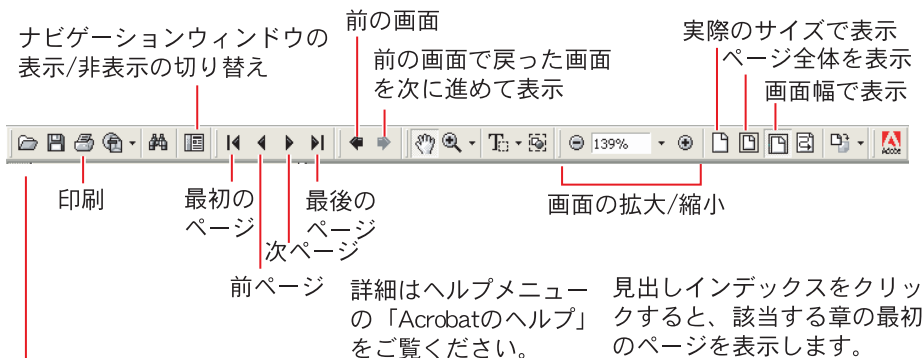 前の画面
実際のサイズで表示
ナビゲーションウィンドウの
表示/非表示の切り替え
前の画面で戻った画面
を次に進めて表示
ページ全体を表示
画面幅で表示
139%
Adobe
印刷
最初の
ページ
最後の
ページ
画面の拡大/縮小
次ページ
前ページ
詳細はヘルプメニュー
の「Acrobatのヘルプ」
をご覧ください。
見出しインデックスをクリッ
クすると、該当する章の最初
のページを表示します。